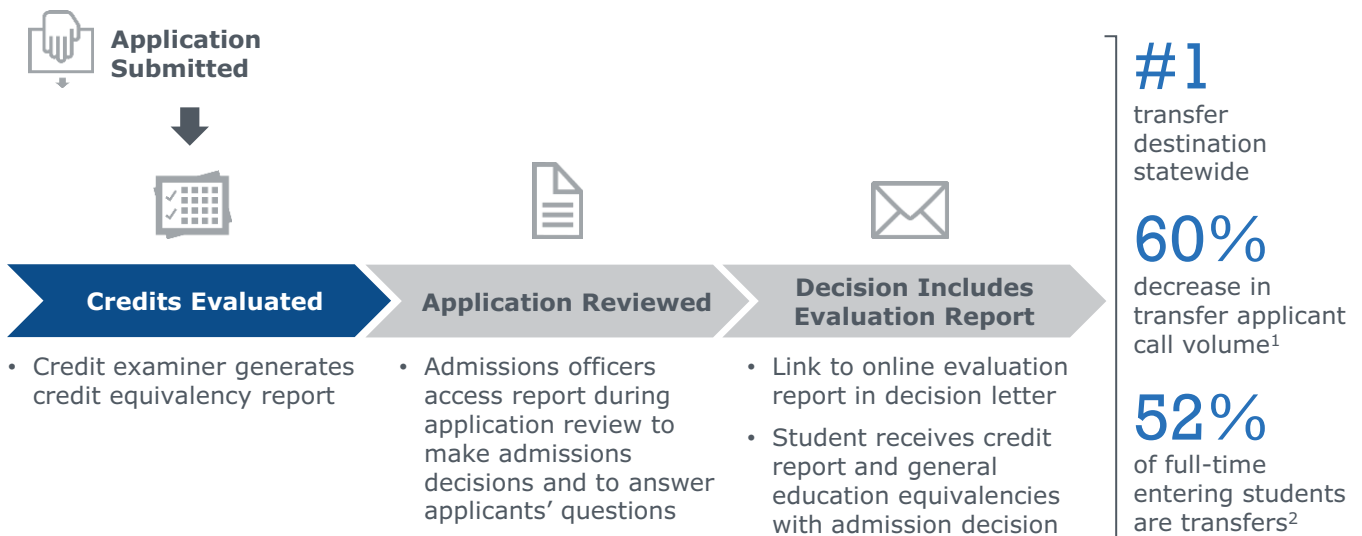 Application
Submitted
Credits Evaluated
• Credit examiner generates
credit equivalency report
Application Reviewed
• Admissions officers
access report during
application review to
make admissions
decisions and to answer
applicants’ questions
Decision Includes
Evaluation Report
• Link to online evaluation
report in decision letter
• Student receives credit
report and general
education equivalencies
with admission decision
#1
transfer
destination
statewide
60%
decrease in
transfer applicant
call volume¹
52%
of full-time
entering students
are transfers²